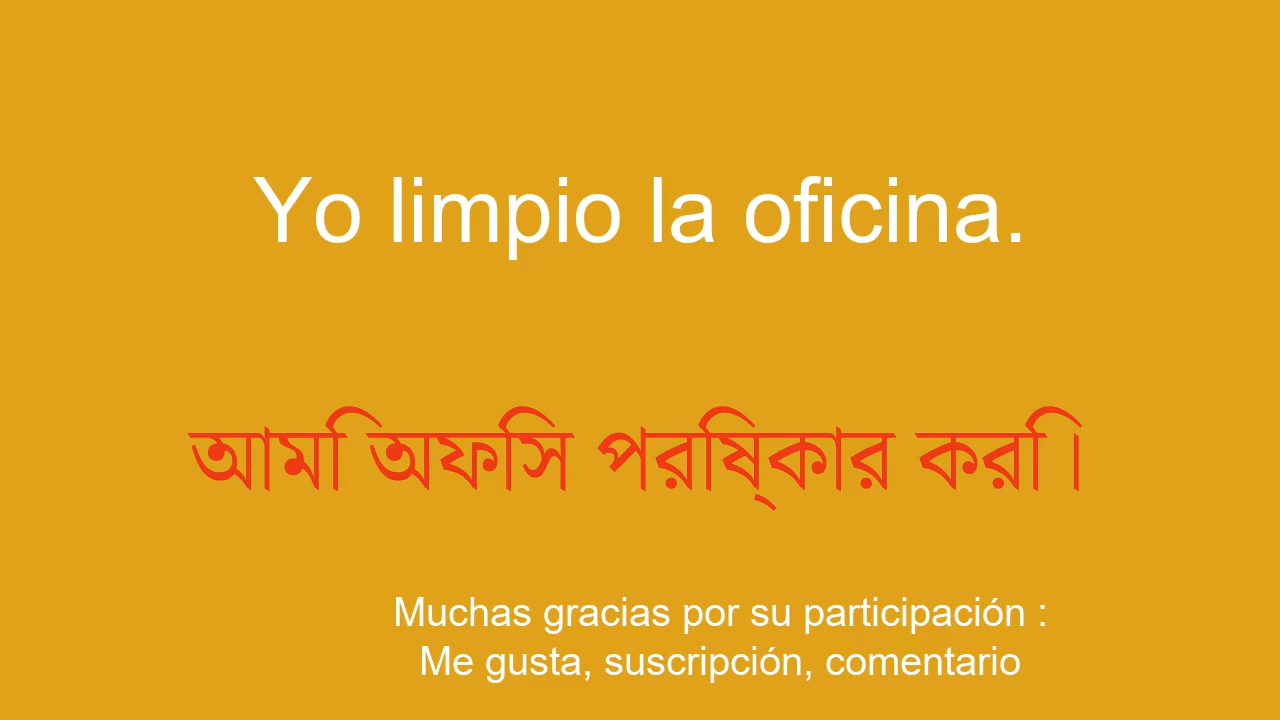 Yo limpio la oficina.
আমি অফিস পরিষ্কার করি।
Muchas gracias por su participación :
Me gusta, suscripción, comentario